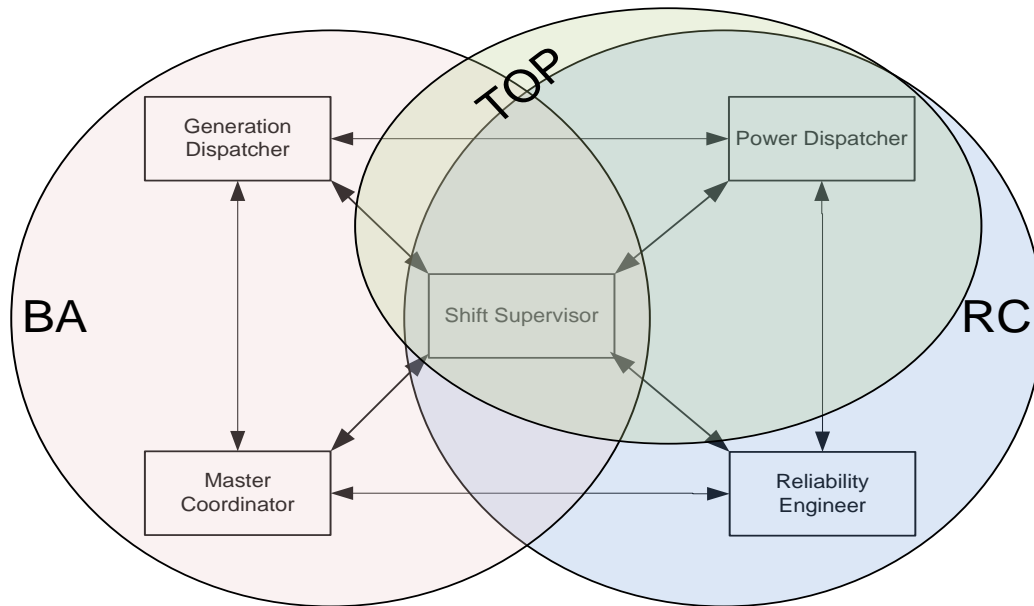 TOP
Generation
Dispatcher
Power Dispatcher
BA
Shift Supervisor
RC
Master
Coordinator
Reliability
Engineer